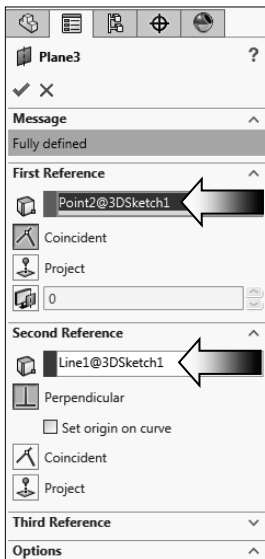 Plane3 ?
Message
Fully defined
First Reference
Point2@3DSketch1
Coincident
Project
0
Second Reference
Line1@3DSketch1
Perpendicular
Set origin on curve
Coincident
Project
Third Reference
Options